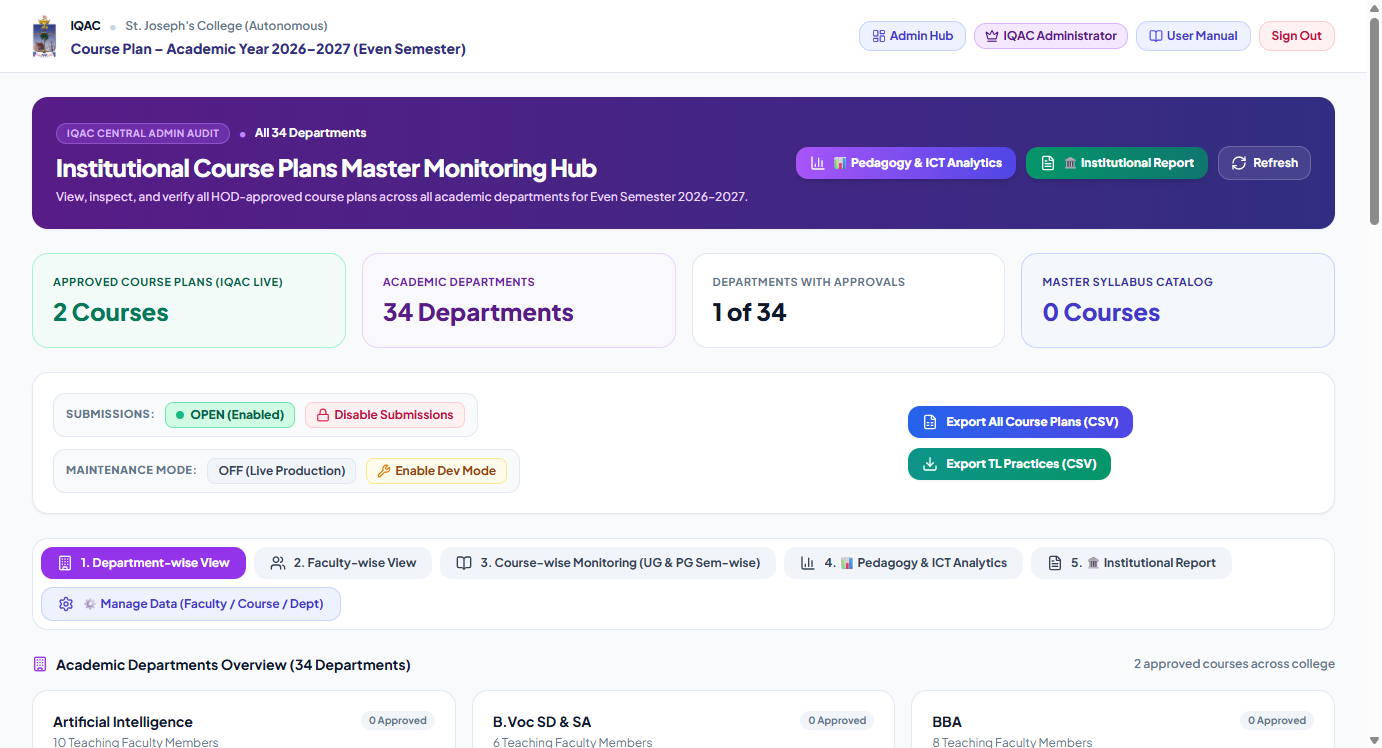 IQAC • St. Joseph's College (Autonomous)
Course Plan – Academic Year 2026–2027 (Even Semester)
Admin Hub
IQAC Administrator
User Manual
Sign Out
IQAC CENTRAL ADMIN AUDIT • All 34 Departments
Institutional Course Plans Master Monitoring Hub
View, inspect, and verify all HOD-approved course plans across all academic departments for Even Semester 2026–2027.
Pedagogy & ICT Analytics
Institutional Report
Refresh
APPROVED COURSE PLANS (IQAC LIVE)
2 Courses
ACADEMIC DEPARTMENTS
34 Departments
DEPARTMENTS WITH APPROVALS
1 of 34
MASTER SYLLABUS CATALOG
0 Courses
SUBMISSIONS: OPEN (Enabled) Disable Submissions
MAINTENANCE MODE: OFF (Live Production) Enable Dev Mode
Export All Course Plans (CSV)
Export TL Practices (CSV)
1. Department-wise View
2. Faculty-wise View
3. Course-wise Monitoring (UG & PG Sem-wise)
4. Pedagogy & ICT Analytics
5. Institutional Report
Manage Data (Faculty / Course / Dept)
Academic Departments Overview (34 Departments)
2 approved courses across college
Artificial Intelligence
0 Approved
10 Teaching Faculty Members
B.Voc SD & SA
0 Approved
6 Teaching Faculty Members
BBA
0 Approved
8 Teaching Faculty Members